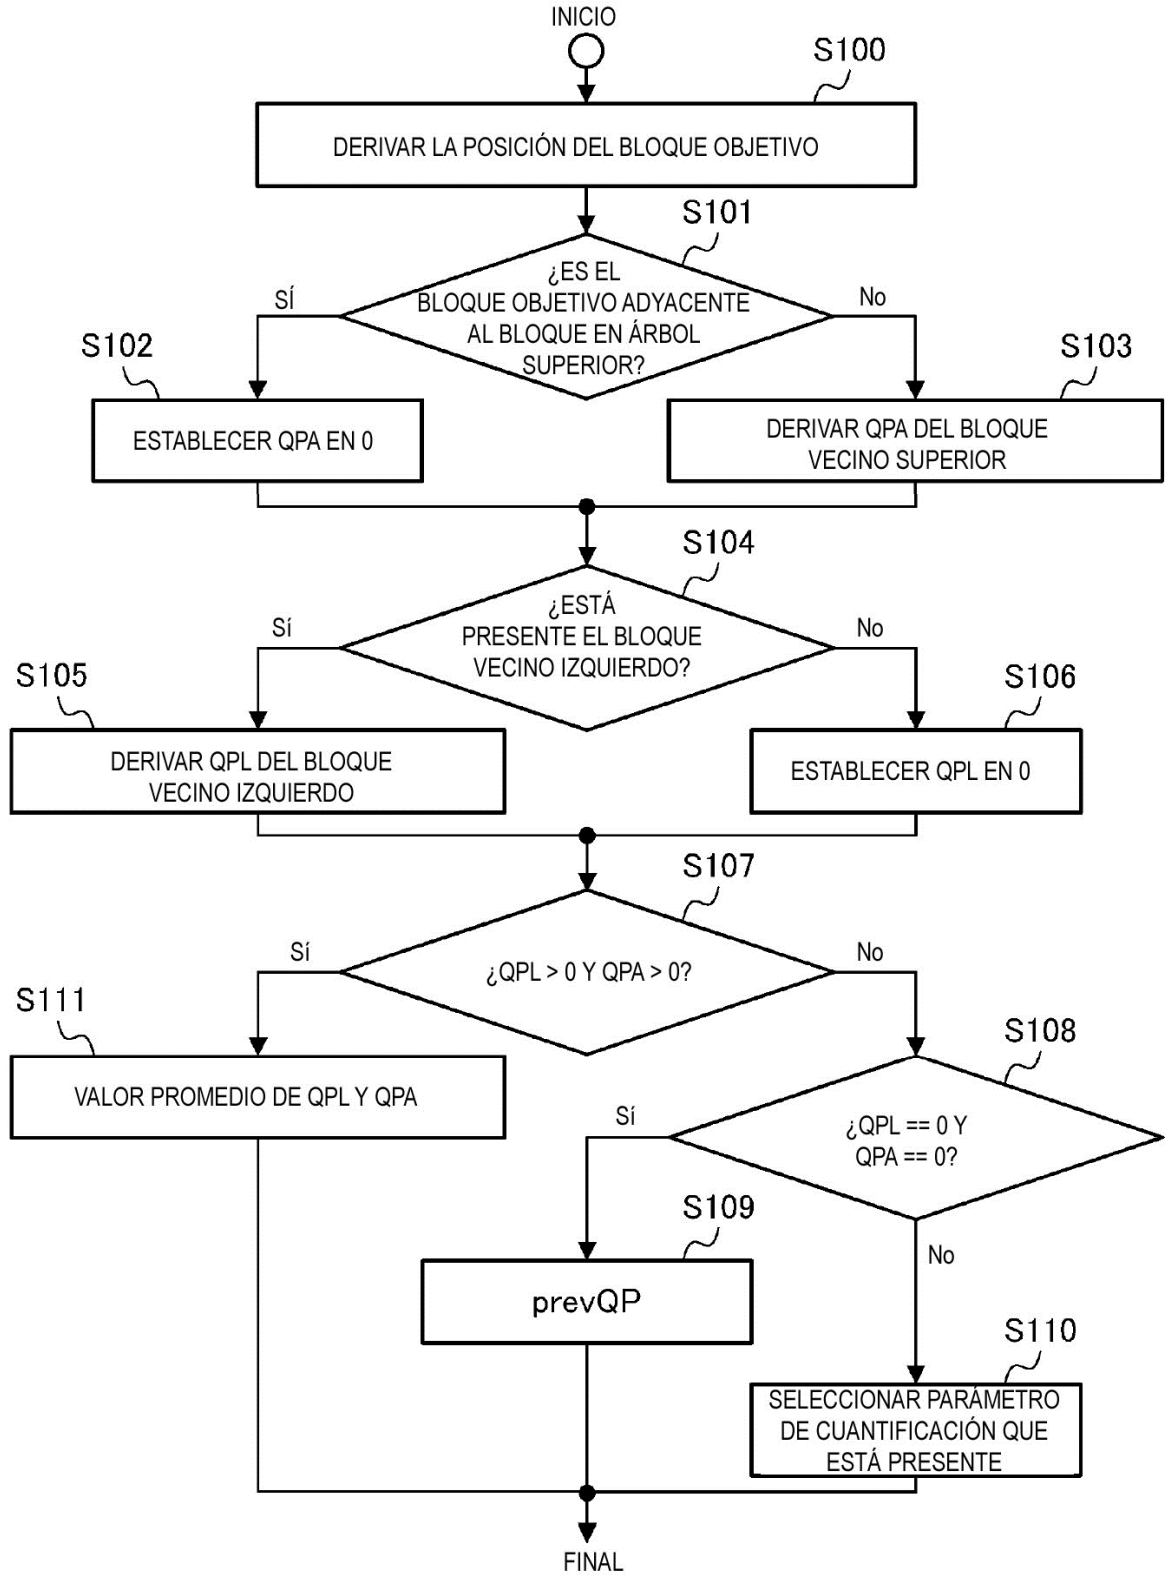 INICIO
S100
DERIVAR LA POSICIÓN DEL BLOQUE OBJETIVO
S101
¿ES EL
BLOQUE OBJETIVO ADYACENTE
AL BLOQUE EN ÁRBOL
SUPERIOR?
SÍ
No
S102
ESTABLECER QPA EN 0
S103
DERIVAR QPA DEL BLOQUE
VECINO SUPERIOR
S104
¿ESTÁ
PRESENTE EL BLOQUE
VECINO IZQUIERDO?
Sí
No
S105
DERIVAR QPL DEL BLOQUE
VECINO IZQUIERDO
S106
ESTABLECER QPL EN 0
S107
¿QPL > 0 Y QPA > 0?
Sí
No
S111
VALOR PROMEDIO DE QPL Y QPA
S108
¿QPL == 0 Y
QPA == 0?
Sí
No
S109
prevQP
S110
SELECCIONAR PARÁMETRO
DE CUANTIFICACIÓN QUE
ESTÁ PRESENTE
FINAL